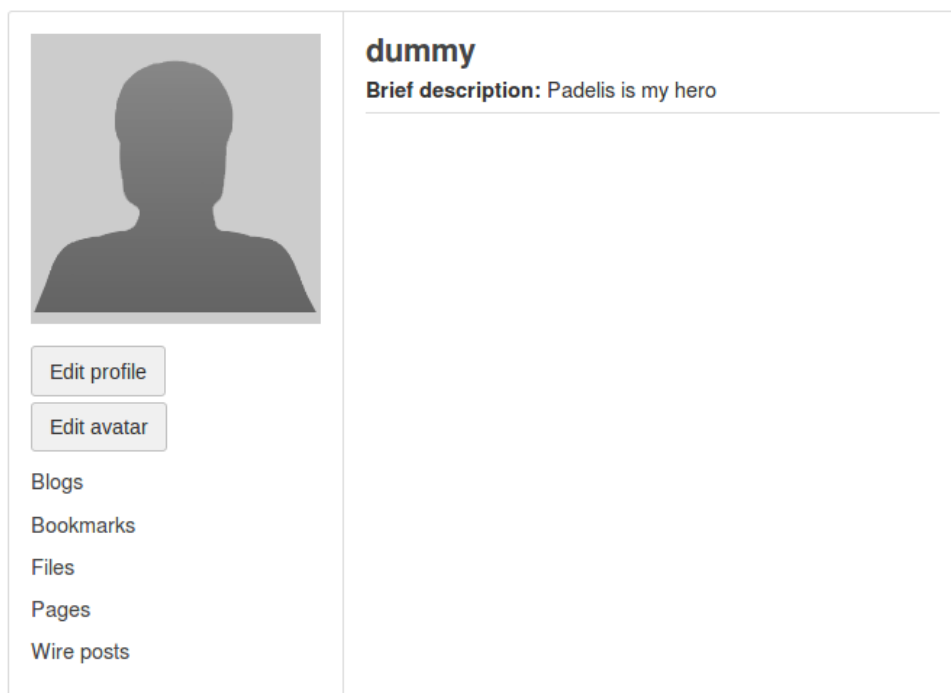 dummy
Brief description: Padelis is my hero
Edit profile
Edit avatar
Blogs
Bookmarks
Files
Pages
Wire posts